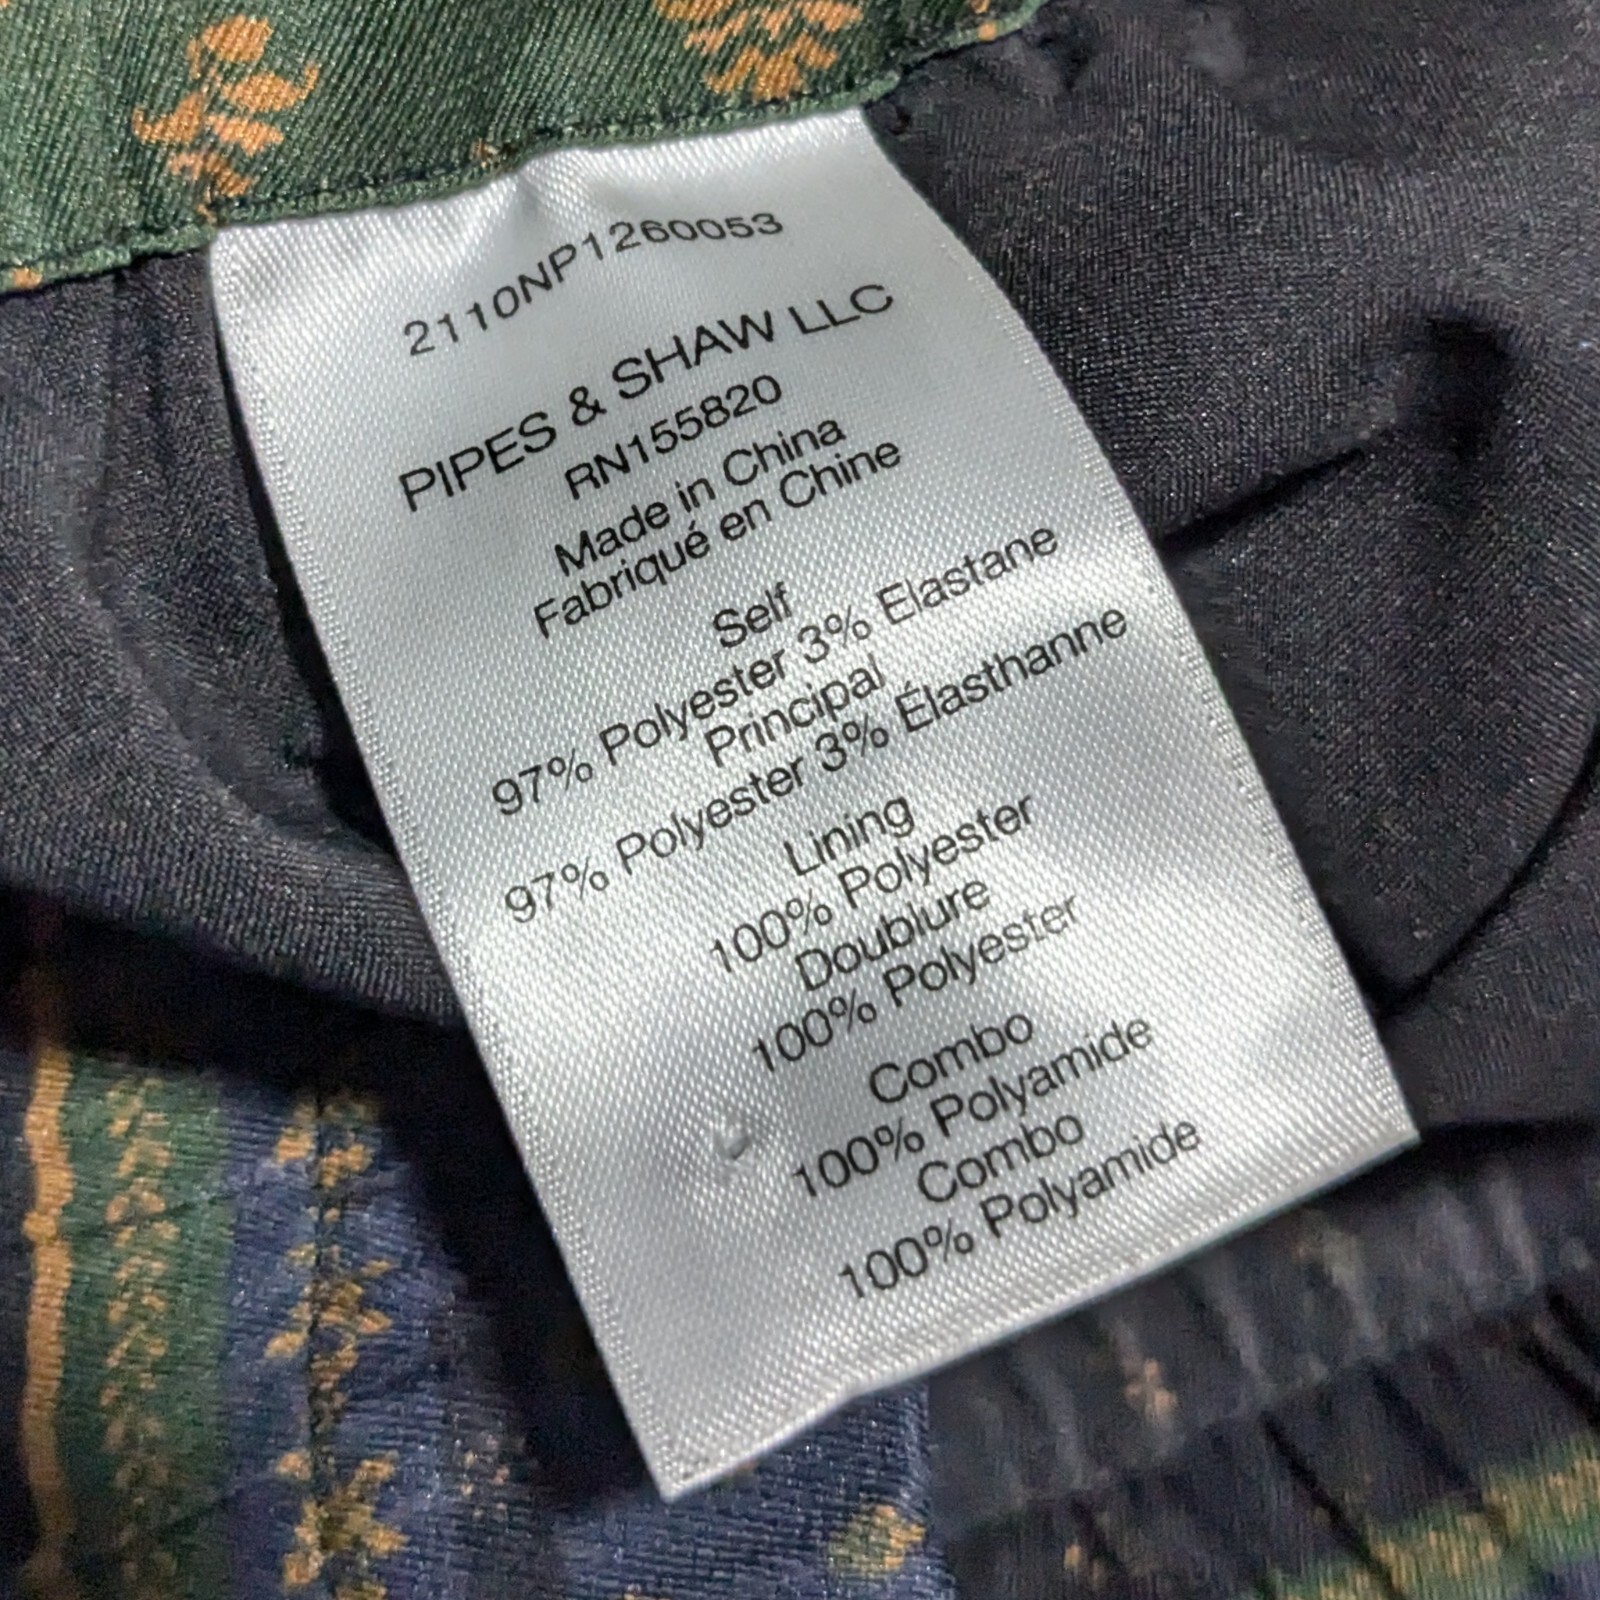 2110NP1260053
PIPES & SHAW LLC
RN155820
Made in China
Fabriqué en Chine
Self
97% Polyester 3% Elastane
Principal
97% Polyester 3% Élasthanne
Lining
100% Polyester
Doublure
100% Polyester
Combo
100% Polyamide
Combo
100% Polyamide